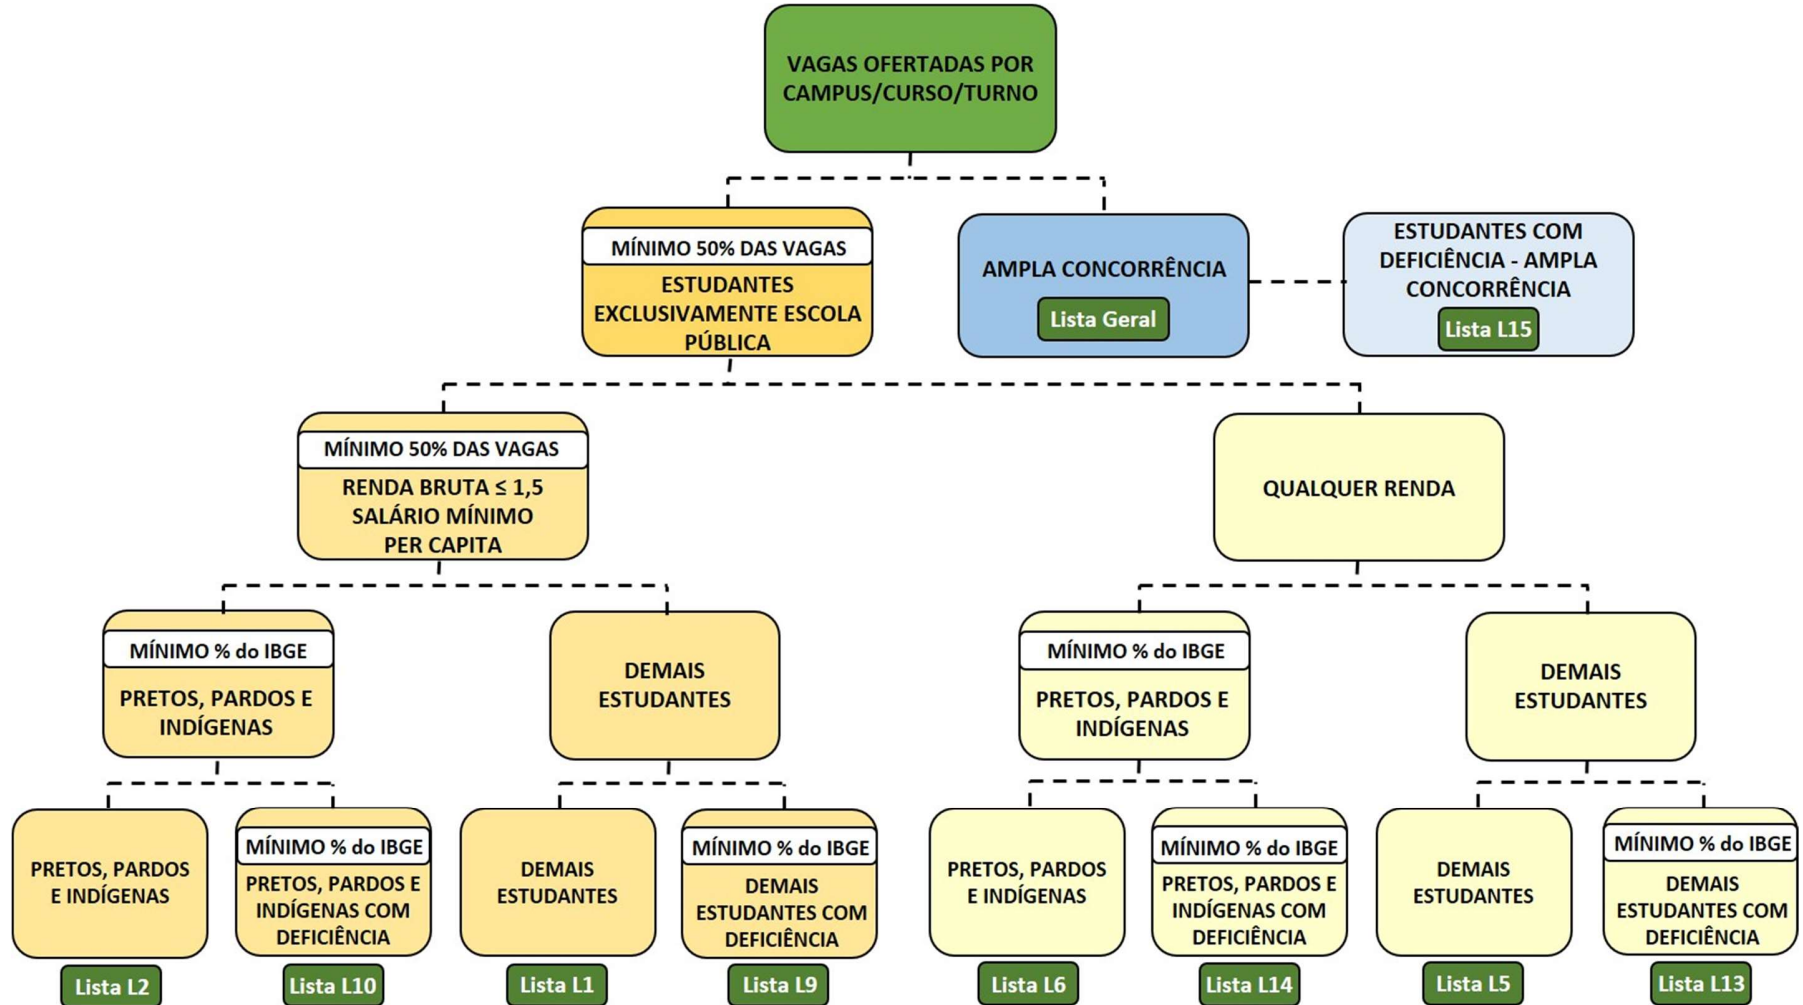 VAGAS OFERTADAS POR
CAMPUS/CURSO/TURNO
MÍNIMO 50% DAS VAGAS
ESTUDANTES
EXCLUSIVAMENTE ESCOLA
PÚBLICA
AMPLA CONCORRÊNCIA
Lista Geral
ESTUDANTES COM
DEFICIÊNCIA - AMPLA
CONCORRÊNCIA
Lista L15
MÍNIMO 50% DAS VAGAS
RENDA BRUTA ≤ 1,5
SALÁRIO MÍNIMO
PER CAPITA
QUALQUER RENDA
MÍNIMO % do IBGE
PRETOS, PARDOS E
INDÍGENAS
DEMAIS
ESTUDANTES
MÍNIMO % do IBGE
PRETOS, PARDOS E
INDÍGENAS
DEMAIS
ESTUDANTES
PRETOS, PARDOS
E INDÍGENAS
Lista L2
MÍNIMO % do IBGE
PRETOS, PARDOS E
INDÍGENAS COM
DEFICIÊNCIA
Lista L10
DEMAIS
ESTUDANTES
Lista L1
MÍNIMO % do IBGE
DEMAIS
ESTUDANTES COM
DEFICIÊNCIA
Lista L9
PRETOS, PARDOS
E INDÍGENAS
Lista L6
MÍNIMO % do IBGE
PRETOS, PARDOS E
INDÍGENAS COM
DEFICIÊNCIA
Lista L14
DEMAIS
ESTUDANTES
Lista L5
MÍNIMO % do IBGE
DEMAIS
ESTUDANTES COM
DEFICIÊNCIA
Lista L13